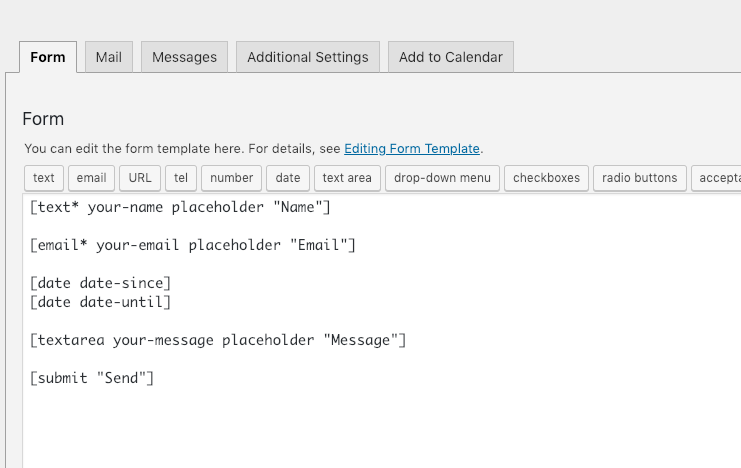 Form Mail Messages Additional Settings Add to Calendar
Form
You can edit the form template here. For details, see Editing Form Template.
text email URL tel number date text area drop-down menu checkboxes radio buttons accepta
[text* your-name placeholder "Name"]
[email* your-email placeholder "Email"]
[date date-since]
[date date-until]
[textarea your-message placeholder "Message"]
[submit "Send"]